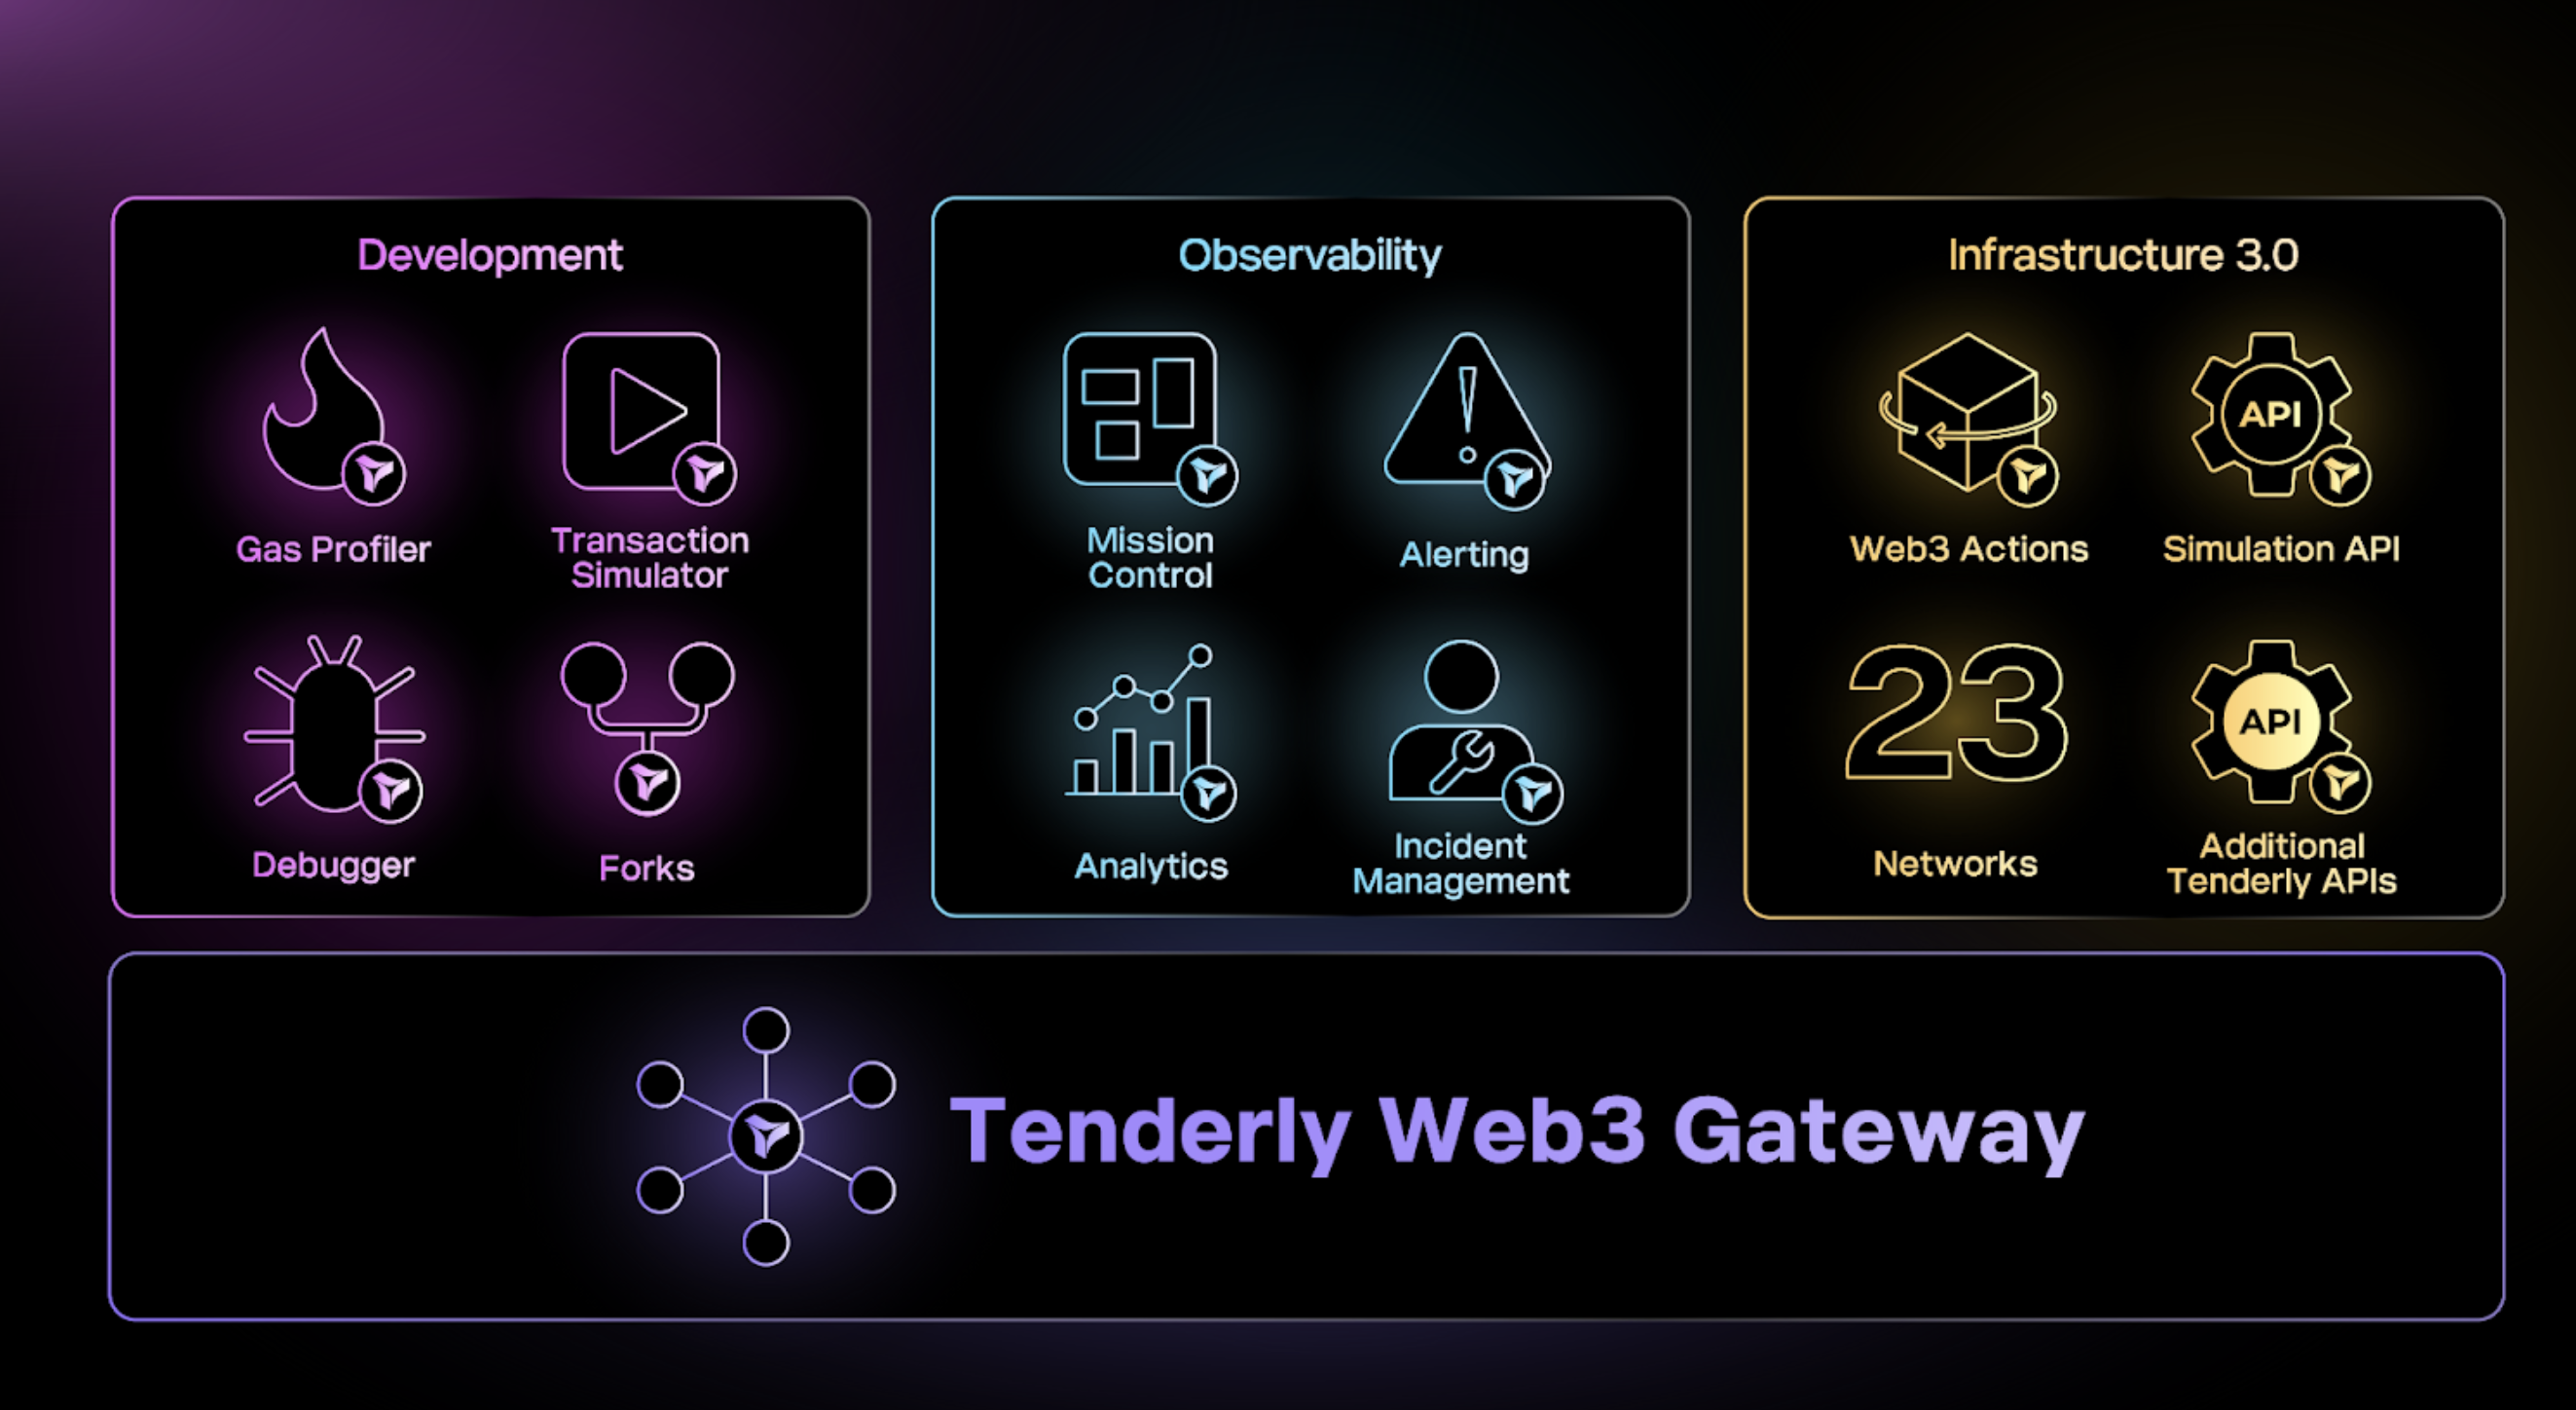 Development
Gas Profiler
Transaction
Simulator
Debugger
Forks
Observability
Mission
Control
Alerting
Analytics
Incident
Management
Infrastructure 3.0
API
Web3 Actions
API
Simulation API
23
Networks
Additional
Tenderly APIs
Tenderly Web3 Gateway